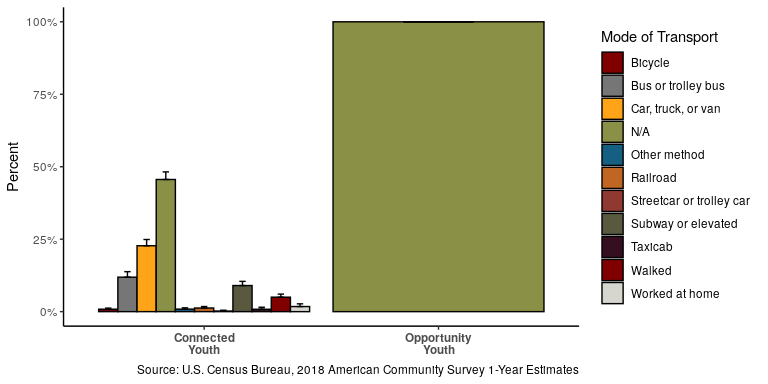 Percent
100%
75%
50%
25%
0%
Connected
Youth
Opportunity
Youth
Mode of Transport
Bicycle
Bus or trolley bus
Car, truck, or van
N/A
Other method
Railroad
Streetcar or trolley car
Subway or elevated
Taxicab
Walked
Worked at home
Source: U.S. Census Bureau, 2018 American Community Survey 1-Year Estimates